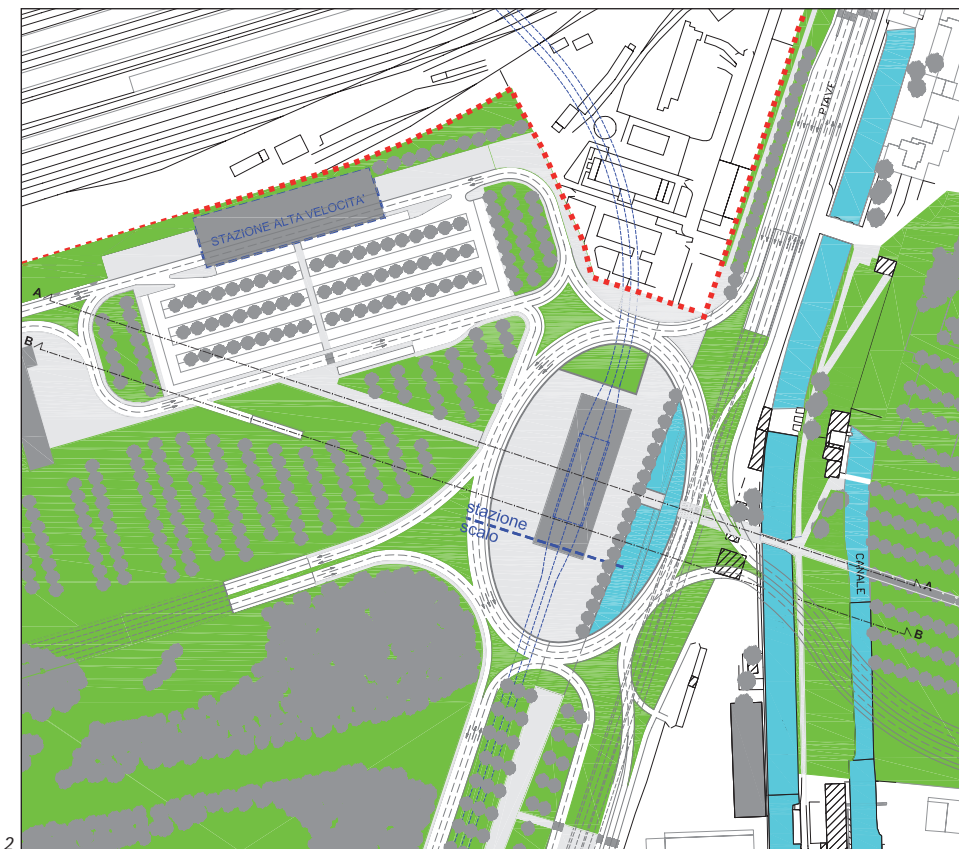 PIAVE
STAZIONE ALTA VELOCITA'
A
B
stazione
scalo
CANALE
A
B
2